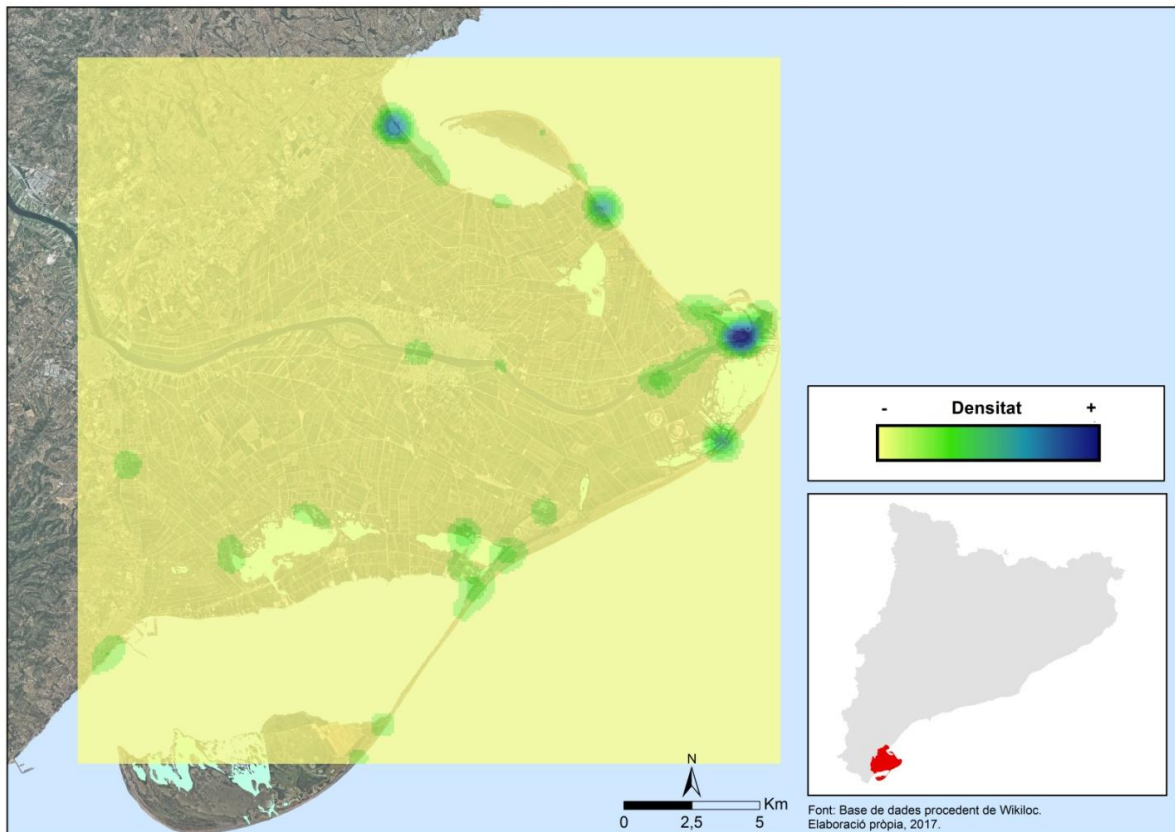 - Densitat +
N
Km
0 2,5 5
Font: Base de dades procedent de Wikiloc.
Elaboració pròpia, 2017.